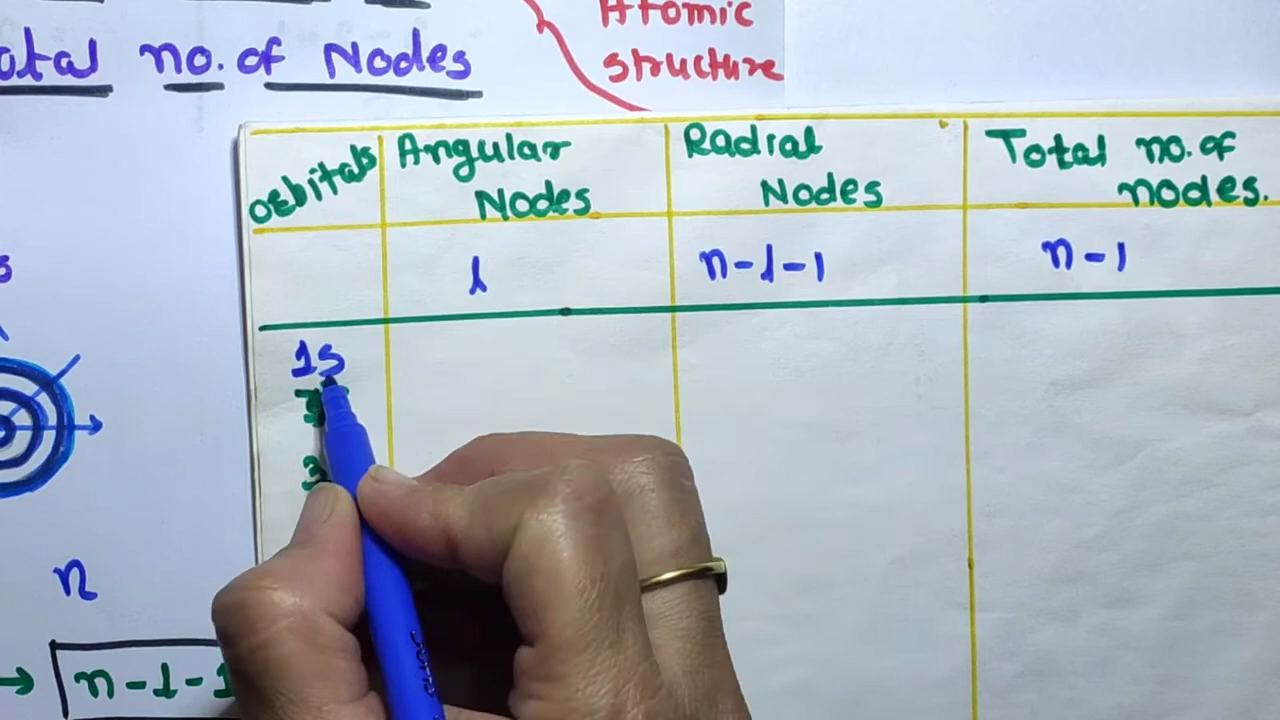 Atomic
structure
otal no. of Nodes
Orbitals
Angular
Nodes
Radial
Nodes
Total no. of
nodes.
l
n-l-1
n-1
1s
3
n
→ n-l-1